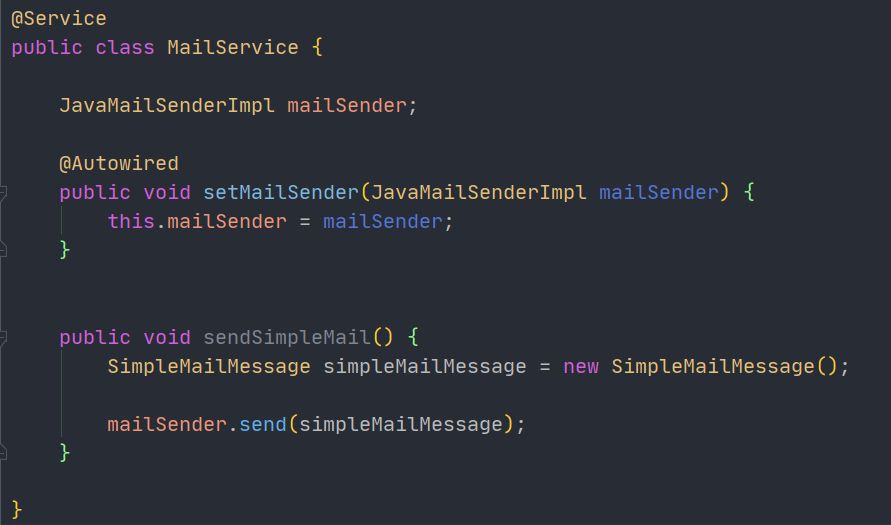 @Service
public class MailService {
JavaMailSenderImpl mailSender;
@Autowired
public void setMailSender(JavaMailSenderImpl mailSender) {
this.mailSender = mailSender;
}
public void sendSimpleMail() {
SimpleMailMessage simpleMailMessage = new SimpleMailMessage();
mailSender.send(simpleMailMessage);
}
}